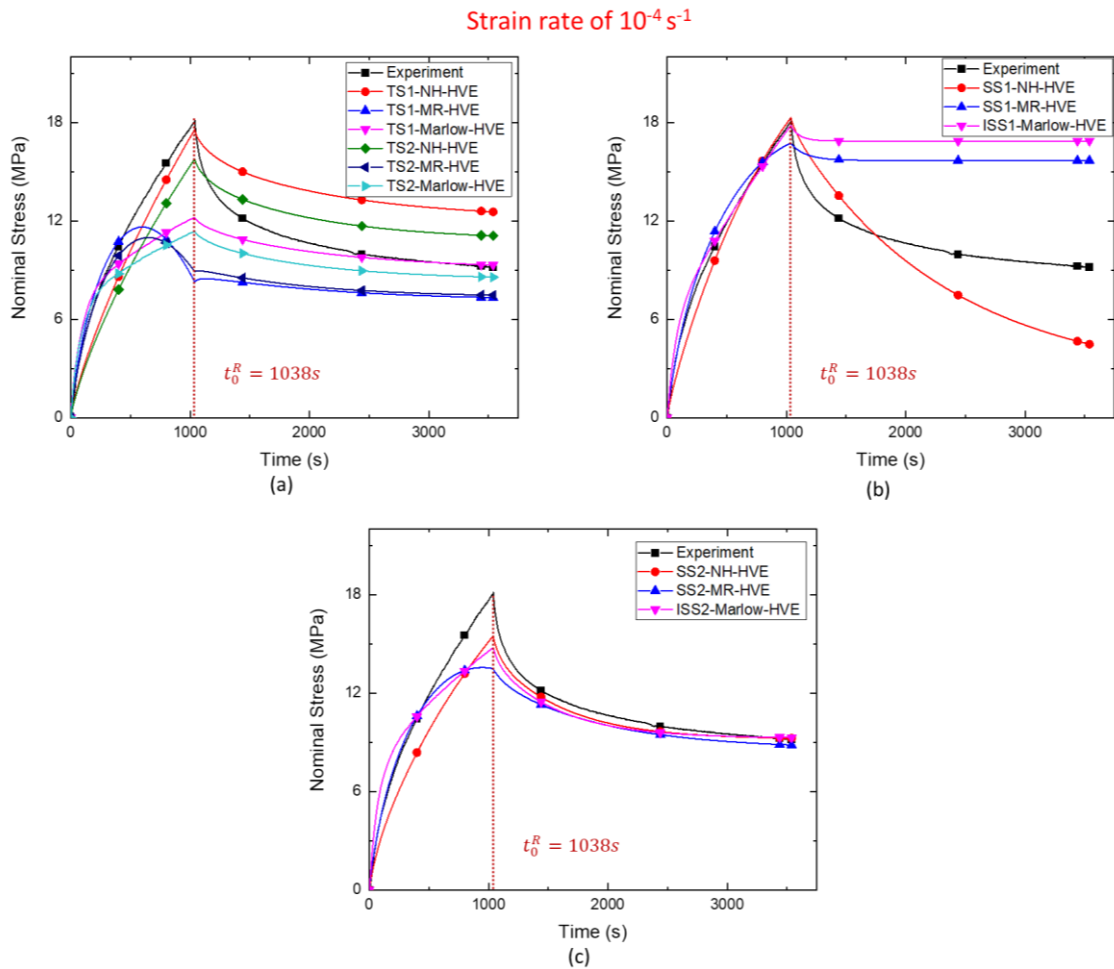 Strain rate of 10⁻⁴ s⁻¹
Nominal Stress (MPa)
18
12
6
0
Experiment
TS1-NH-HVE
TS1-MR-HVE
TS1-Marlow-HVE
TS2-NH-HVE
TS2-MR-HVE
TS2-Marlow-HVE
t₀ᴿ = 1038s
0 1000 2000 3000
Time (s)
(a)
Nominal Stress (MPa)
18
12
6
0
Experiment
SS1-NH-HVE
SS1-MR-HVE
ISS1-Marlow-HVE
t₀ᴿ = 1038s
0 1000 2000 3000
Time (s)
(b)
Nominal Stress (MPa)
18
12
6
0
Experiment
SS2-NH-HVE
SS2-MR-HVE
ISS2-Marlow-HVE
t₀ᴿ = 1038s
0 1000 2000 3000
Time (s)
(c)